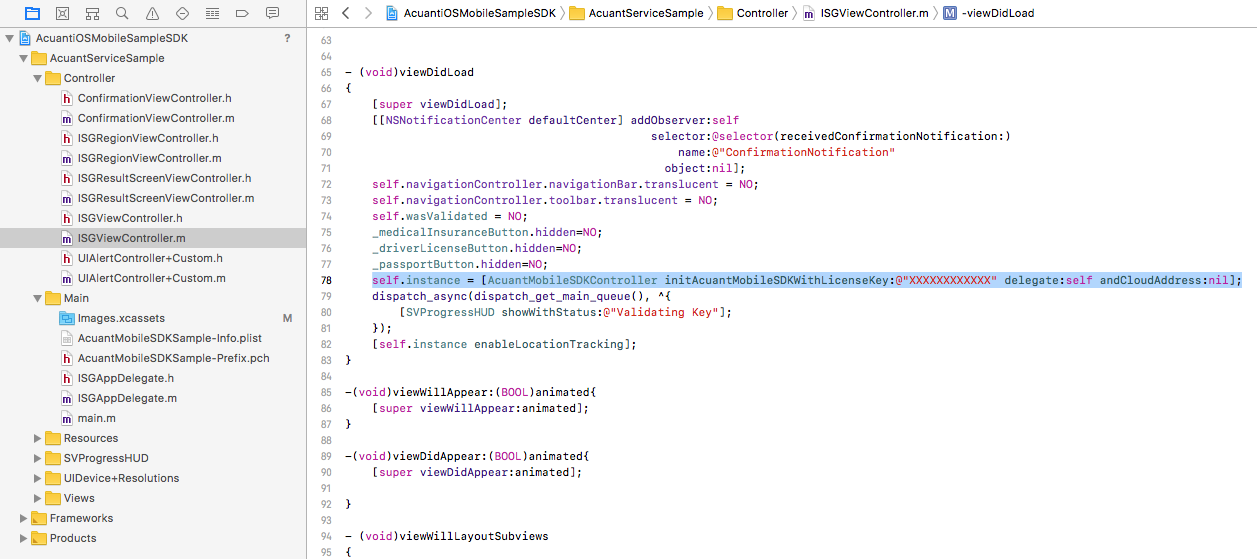 AcuantiOSMobileSampleSDK AcuantServiceSample Controller ISGViewController.m M -viewDidLoad
AcuantiOSMobileSampleSDK ?
AcuantServiceSample
Controller
h ConfirmationViewController.h
m ConfirmationViewController.m
h ISGRegionViewController.h
m ISGRegionViewController.m
h ISGResultScreenViewController.h
m ISGResultScreenViewController.m
h ISGViewController.h
m ISGViewController.m
h UIAlertController+Custom.h
m UIAlertController+Custom.m
Main
Images.xcassets M
AcuantMobileSDKSample-Info.plist
h AcuantMobileSDKSample-Prefix.pch
h ISGAppDelegate.h
m ISGAppDelegate.m
m main.m
Resources
SVProgressHUD
UIDevice+Resolutions
Views
Frameworks
Products
63
64
65 - (void)viewDidLoad
66 {
67 [super viewDidLoad];
68 [[NSNotificationCenter defaultCenter] addObserver:self
69 selector:@selector(receivedConfirmationNotification:)
70 name:@"ConfirmationNotification"
71 object:nil];
72 self.navigationController.navigationBar.translucent = NO;
73 self.navigationController.toolbar.translucent = NO;
74 self.wasValidated = NO;
75 _medicalInsuranceButton.hidden=NO;
76 _driverLicenseButton.hidden=NO;
77 _passportButton.hidden=NO;
78 self.instance = [AcuantMobileSDKController initAcuantMobileSDKWithLicenseKey:@"XXXXXXXXXXXX" delegate:self andCloudAddress:nil];
79 dispatch_async(dispatch_get_main_queue(), ^{
80 [SVProgressHUD showWithStatus:@"Validating Key"];
81 });
82 [self.instance enableLocationTracking];
83 }
84
85 -(void)viewWillAppear:(BOOL)animated{
86 [super viewWillAppear:animated];
87 }
88
89 -(void)viewDidAppear:(BOOL)animated{
90 [super viewDidAppear:animated];
91
92 }
93
94 - (void)viewWillLayoutSubviews
95 {